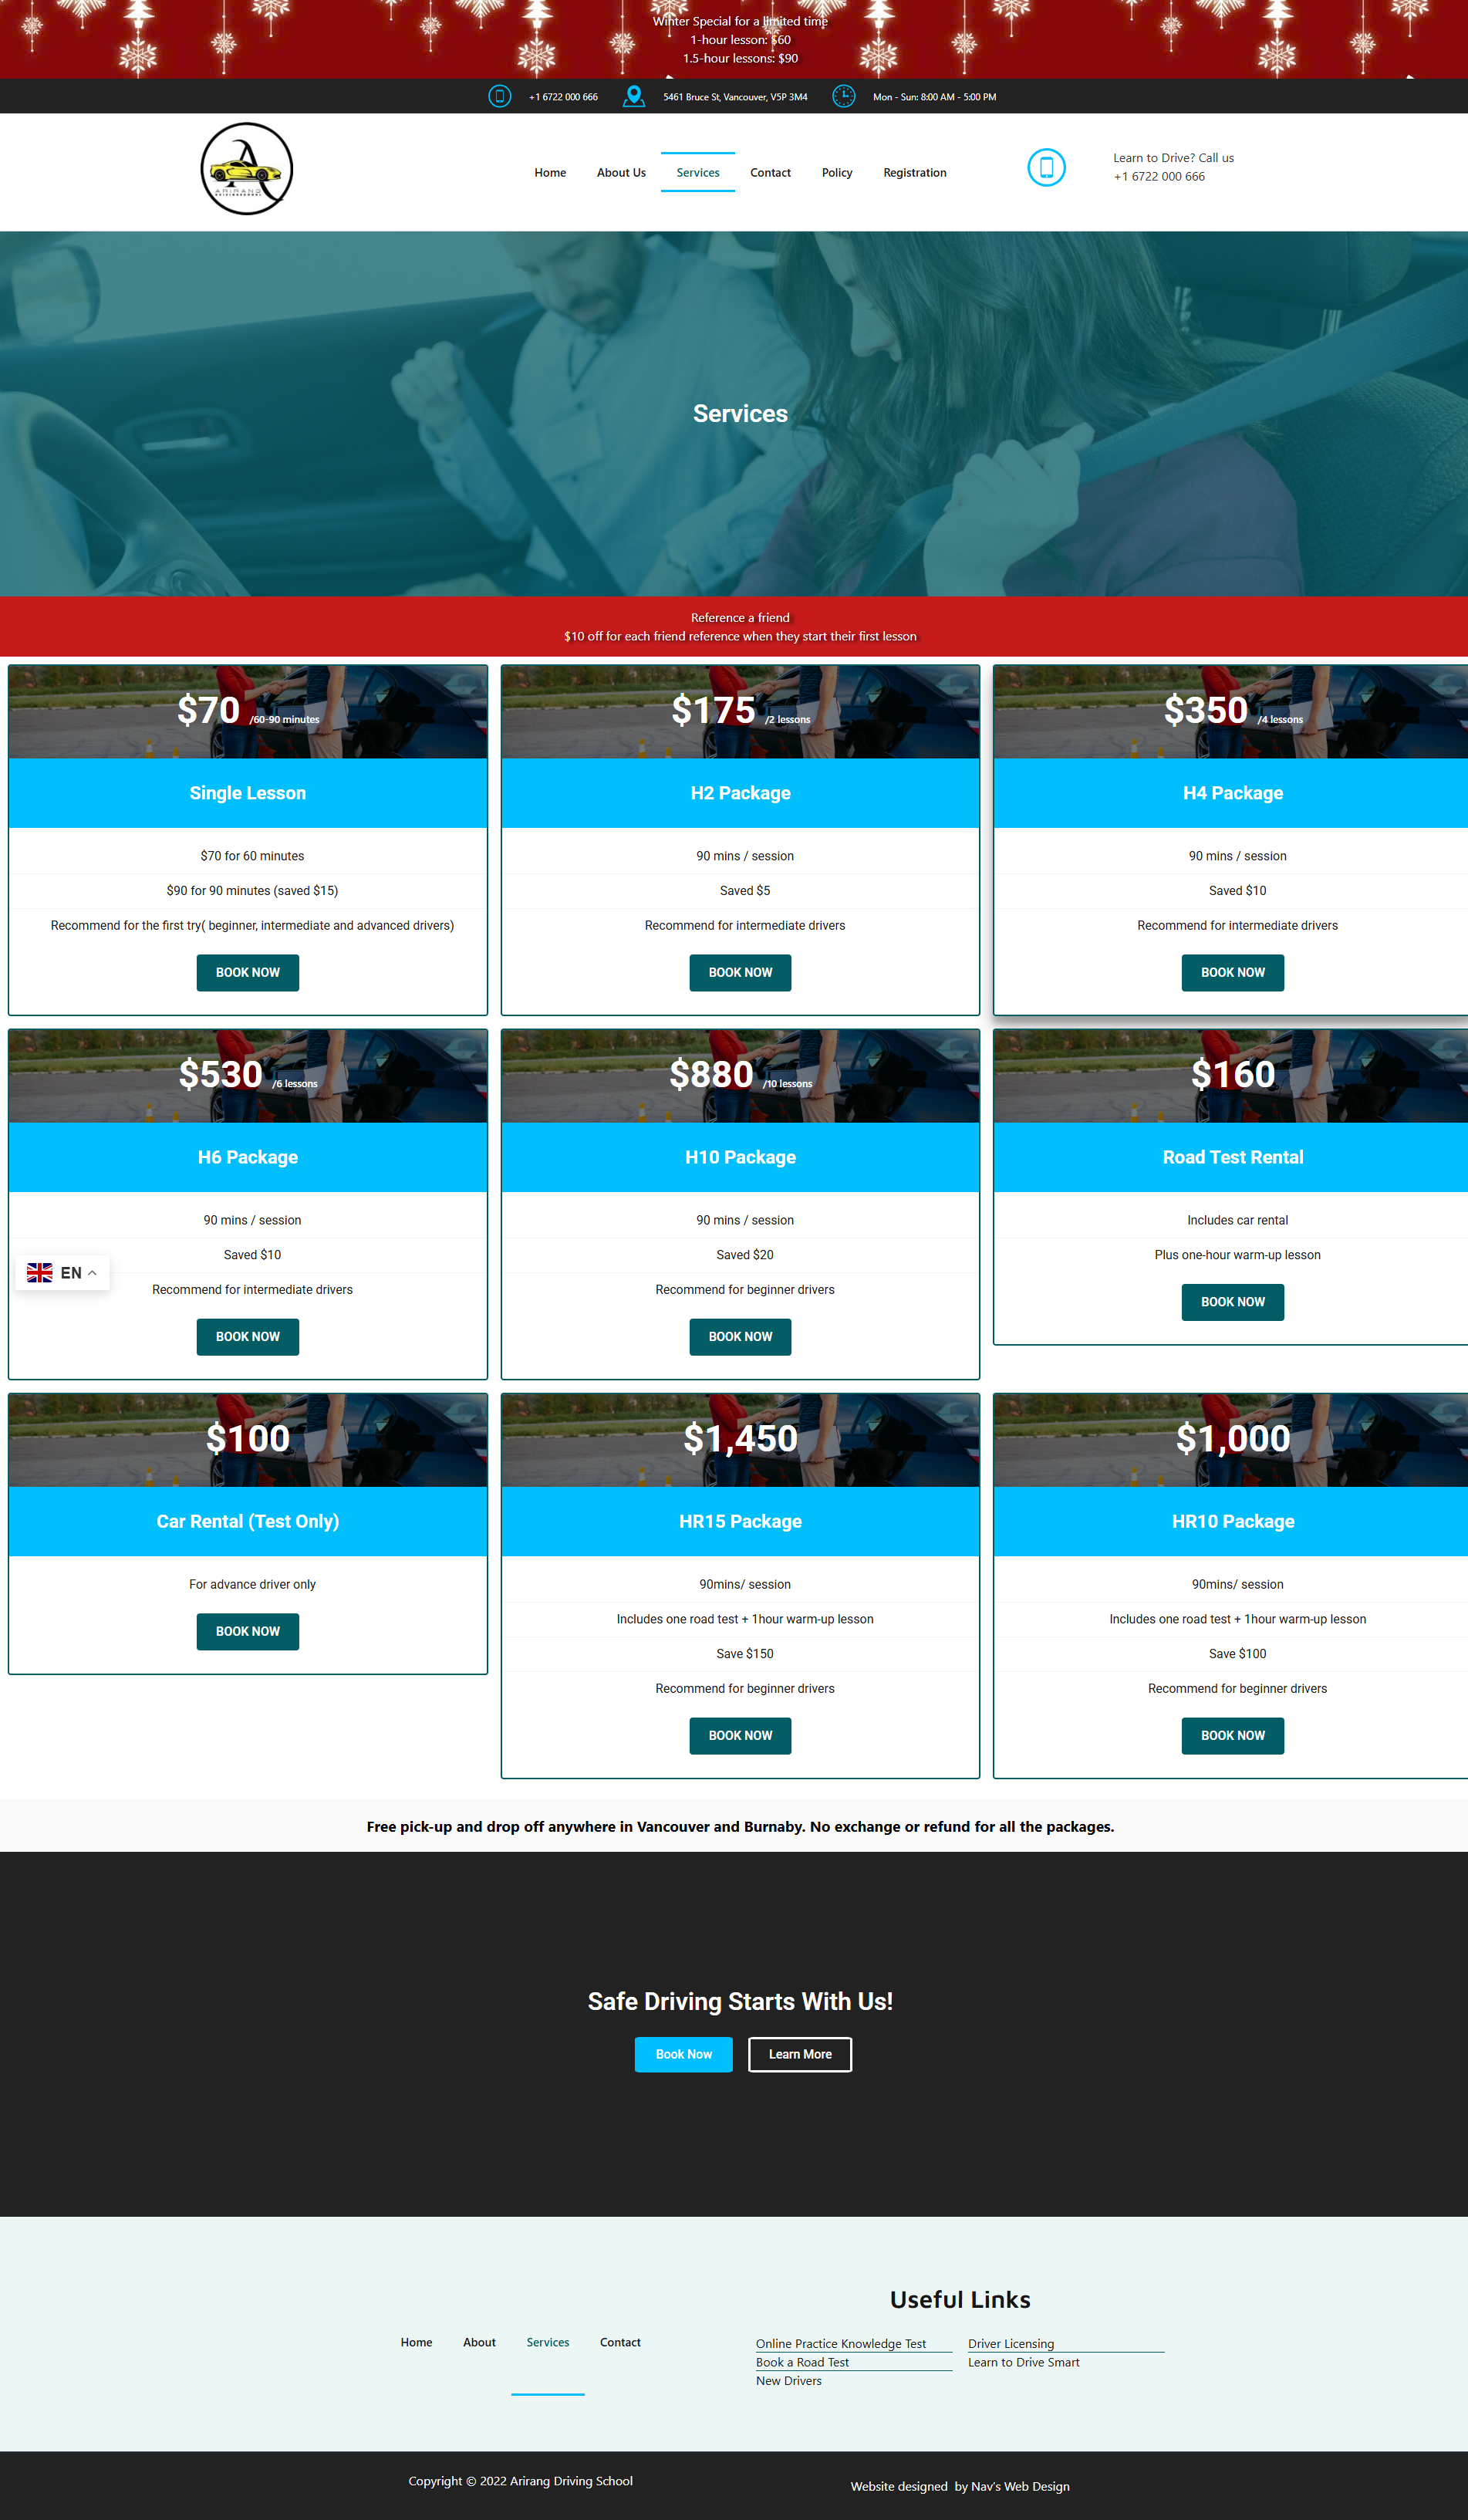 Winter Special for a limited time
1-hour lesson: $60
1.5-hour lessons: $90
+1 6722 000 666
5461 Bruce St, Vancouver, V5P 3M4
Mon - Sun: 8:00 AM - 5:00 PM
ARIRANG
Home
About Us
Services
Contact
Policy
Registration
Learn to Drive? Call us
+1 6722 000 666
Services
Reference a friend
$10 off for each friend reference when they start their first lesson
$70 /60-90 minutes
Single Lesson
$70 for 60 minutes
$90 for 90 minutes (saved $15)
Recommend for the first try( beginner, intermediate and advanced drivers)
BOOK NOW
$175 /2 lessons
H2 Package
90 mins / session
Saved $5
Recommend for intermediate drivers
BOOK NOW
$350 /4 lessons
H4 Package
90 mins / session
Saved $10
Recommend for intermediate drivers
BOOK NOW
$530 /6 lessons
H6 Package
90 mins / session
Saved $10
Recommend for intermediate drivers
BOOK NOW
EN
$880 /10 lessons
H10 Package
90 mins / session
Saved $20
Recommend for beginner drivers
BOOK NOW
$160
Road Test Rental
Includes car rental
Plus one-hour warm-up lesson
BOOK NOW
$100
Car Rental (Test Only)
For advance driver only
BOOK NOW
$1,450
HR15 Package
90mins/ session
Includes one road test + 1hour warm-up lesson
Save $150
Recommend for beginner drivers
BOOK NOW
$1,000
HR10 Package
90mins/ session
Includes one road test + 1hour warm-up lesson
Save $100
Recommend for beginner drivers
BOOK NOW
Free pick-up and drop off anywhere in Vancouver and Burnaby. No exchange or refund for all the packages.
Safe Driving Starts With Us!
Book Now
Learn More
Home
About
Services
Contact
Useful Links
Online Practice Knowledge Test
Book a Road Test
New Drivers
Driver Licensing
Learn to Drive Smart
Copyright © 2022 Arirang Driving School
Website designed by Nav's Web Design